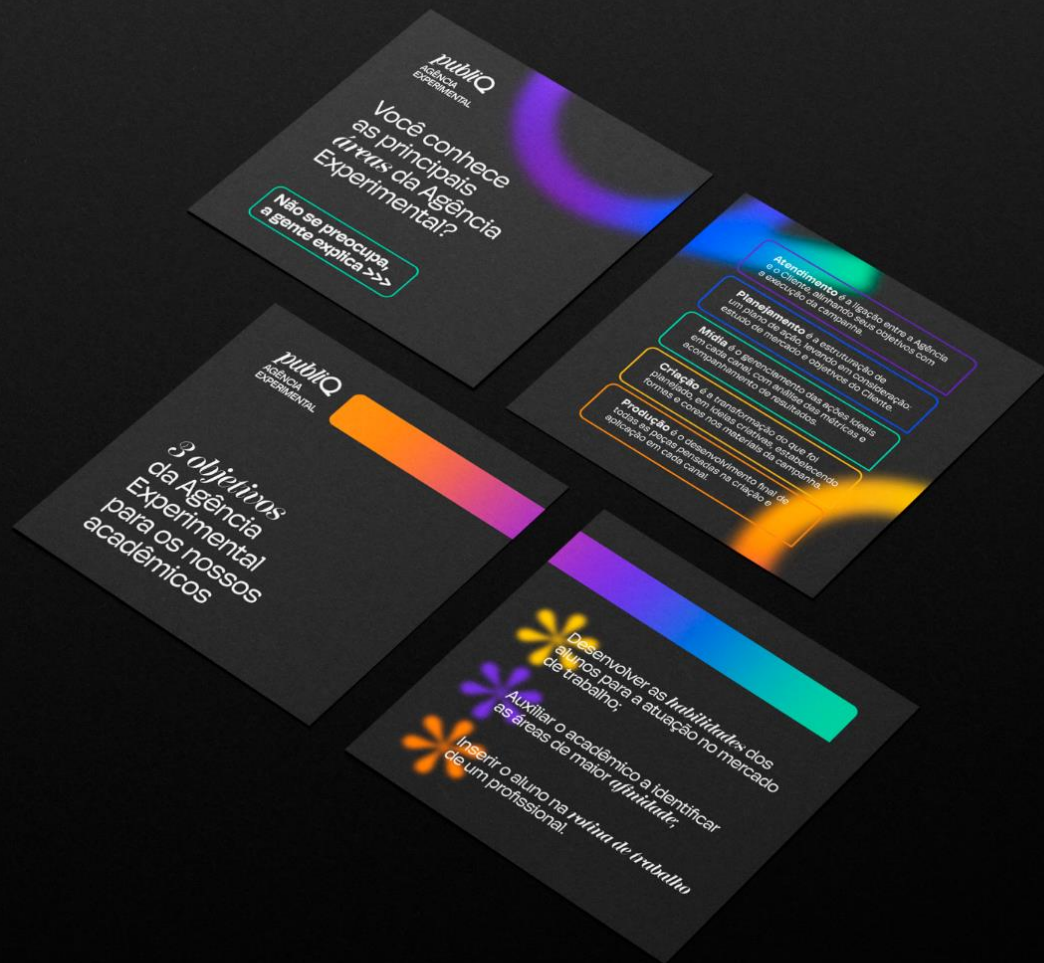 publiQ
AGÊNCIA
EXPERIMENTAL
Você conhece
as principais
áreas da Agência
Experimental?
Não se preocupa,
a gente explica >>>
Atendimento é a ligação entre a Agência
e o Cliente, alinhando seus objetivos com
a execução da campanha.
Planejamento é a estruturação de
um plano de ação, levando em consideração:
estudo de mercado e objetivos do Cliente.
Mídia é o gerenciamento das ações ideais
em cada canal, com análise das métricas e
acompanhamento de resultados.
Criação é a transformação do que foi
planejado, em ideias criativas, estabelecendo
formas e cores nos materiais da campanha.
Produção é o desenvolvimento final de
todas as peças pensadas na criação e
aplicação em cada canal.
publiQ
AGÊNCIA
EXPERIMENTAL
3 objetivos
da Agência
Experimental
para os nossos
acadêmicos
Desenvolver as habilidades dos
alunos para a atuação no mercado
de trabalho;
Auxiliar o acadêmico a identificar
as áreas de maior afinidade;
Inserir o aluno na rotina de trabalho
de um profissional.